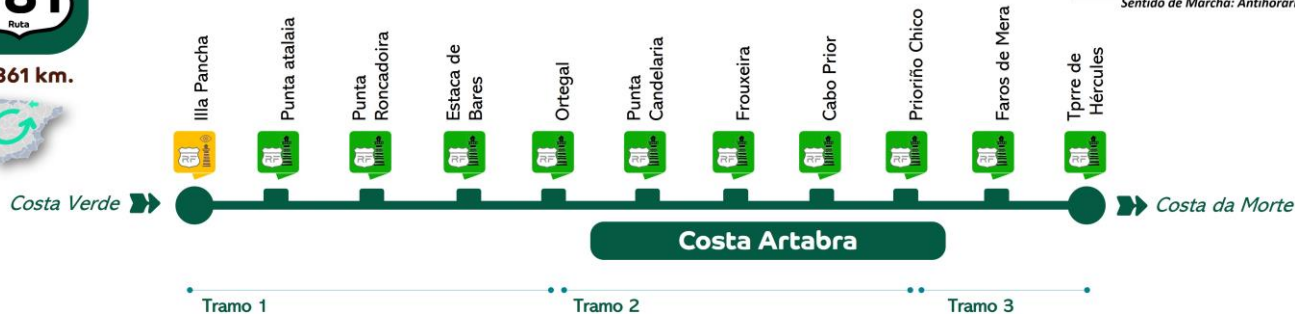 Ruta
361 km.
Sentido de Marcha: Antihorari
Illa Pancha
Punta atalaia
Punta
Roncadoira
Estaca de
Bares
Ortegal
Punta
Candelaria
Frouxeira
Cabo Prior
Prioriño Chico
Faros de Mera
Tprre de
Hércules
Costa Verde
Costa da Morte
Costa Artabra
Tramo 1
Tramo 2
Tramo 3